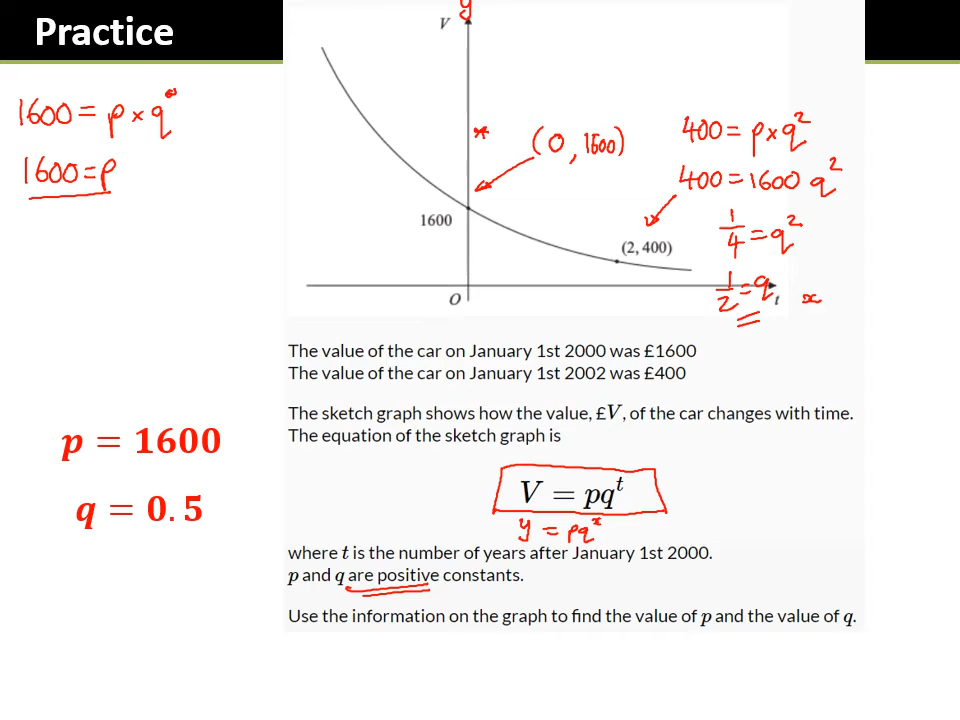 Practice
1600 = p × q⁰
1600 = p
y
V
*
(0, 1600)
1600
(2, 400)
O
t
x
400 = p × q²
400 = 1600 q²
1/4 = q²
1/2 = q
The value of the car on January 1st 2000 was £1600
The value of the car on January 1st 2002 was £400
The sketch graph shows how the value, £V, of the car changes with time.
The equation of the sketch graph is
V = pqᵗ
y = pqˣ
where t is the number of years after January 1st 2000.
p and q are positive constants.
Use the information on the graph to find the value of p and the value of q.
p = 1600
q = 0.5